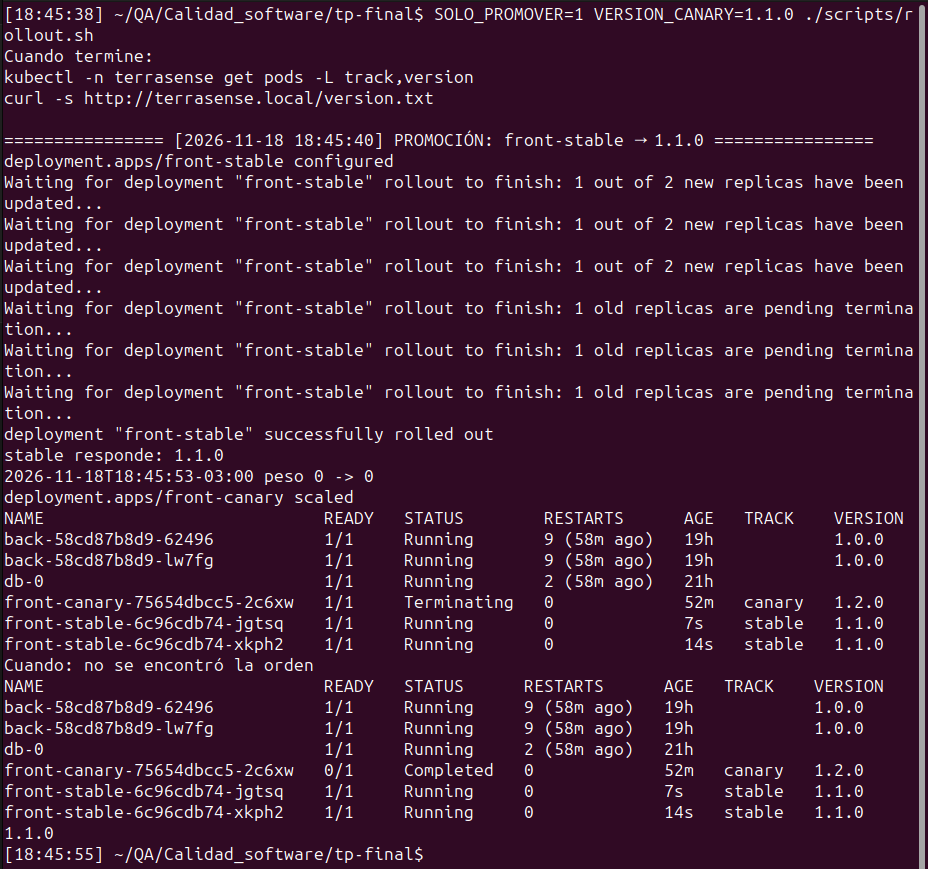 [18:45:38] ~/QA/Calidad_software/tp-final$ SOLO_PROMOVER=1 VERSION_CANARY=1.1.0 ./scripts/r
ollout.sh
Cuando termine:
kubectl -n terrasense get pods -L track,version
curl -s http://terrasense.local/version.txt
================ [2026-11-18 18:45:40] PROMOCIÓN: front-stable → 1.1.0 ================
deployment.apps/front-stable configured
Waiting for deployment "front-stable" rollout to finish: 1 out of 2 new replicas have been
updated...
Waiting for deployment "front-stable" rollout to finish: 1 out of 2 new replicas have been
updated...
Waiting for deployment "front-stable" rollout to finish: 1 out of 2 new replicas have been
updated...
Waiting for deployment "front-stable" rollout to finish: 1 old replicas are pending termina
tion...
Waiting for deployment "front-stable" rollout to finish: 1 old replicas are pending termina
tion...
Waiting for deployment "front-stable" rollout to finish: 1 old replicas are pending termina
tion...
deployment "front-stable" successfully rolled out
stable responde: 1.1.0
2026-11-18T18:45:53-03:00 peso 0 -> 0
deployment.apps/front-canary scaled
NAME                            READY   STATUS        RESTARTS      AGE   TRACK    VERSION
back-58cd87b8d9-62496           1/1     Running       9 (58m ago)   19h            1.0.0
back-58cd87b8d9-lw7fg           1/1     Running       9 (58m ago)   19h            1.0.0
db-0                            1/1     Running       2 (58m ago)   21h
front-canary-75654dbcc5-2c6xw   1/1     Terminating   0             52m   canary   1.2.0
front-stable-6c96cdb74-jgtsq    1/1     Running       0             7s    stable   1.1.0
front-stable-6c96cdb74-xkph2    1/1     Running       0             14s   stable   1.1.0
Cuando: no se encontró la orden
NAME                            READY   STATUS      RESTARTS      AGE   TRACK    VERSION
back-58cd87b8d9-62496           1/1     Running     9 (58m ago)   19h            1.0.0
back-58cd87b8d9-lw7fg           1/1     Running     9 (58m ago)   19h            1.0.0
db-0                            1/1     Running     2 (58m ago)   21h
front-canary-75654dbcc5-2c6xw   0/1     Completed   0             52m   canary   1.2.0
front-stable-6c96cdb74-jgtsq    1/1     Running     0             7s    stable   1.1.0
front-stable-6c96cdb74-xkph2    1/1     Running     0             14s   stable   1.1.0
1.1.0
[18:45:55] ~/QA/Calidad_software/tp-final$